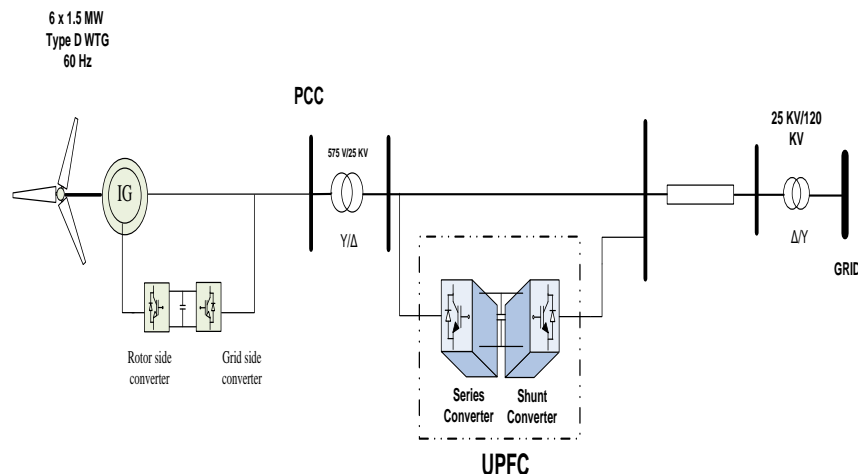 6 x 1.5 MW
Type D WTG
60 Hz
PCC
575 V/25 KV
25 KV/120
KV
IG
Y/Δ
Δ/Y
GRID
Rotor side
converter
Grid side
converter
Series
Converter
Shunt
Converter
UPFC